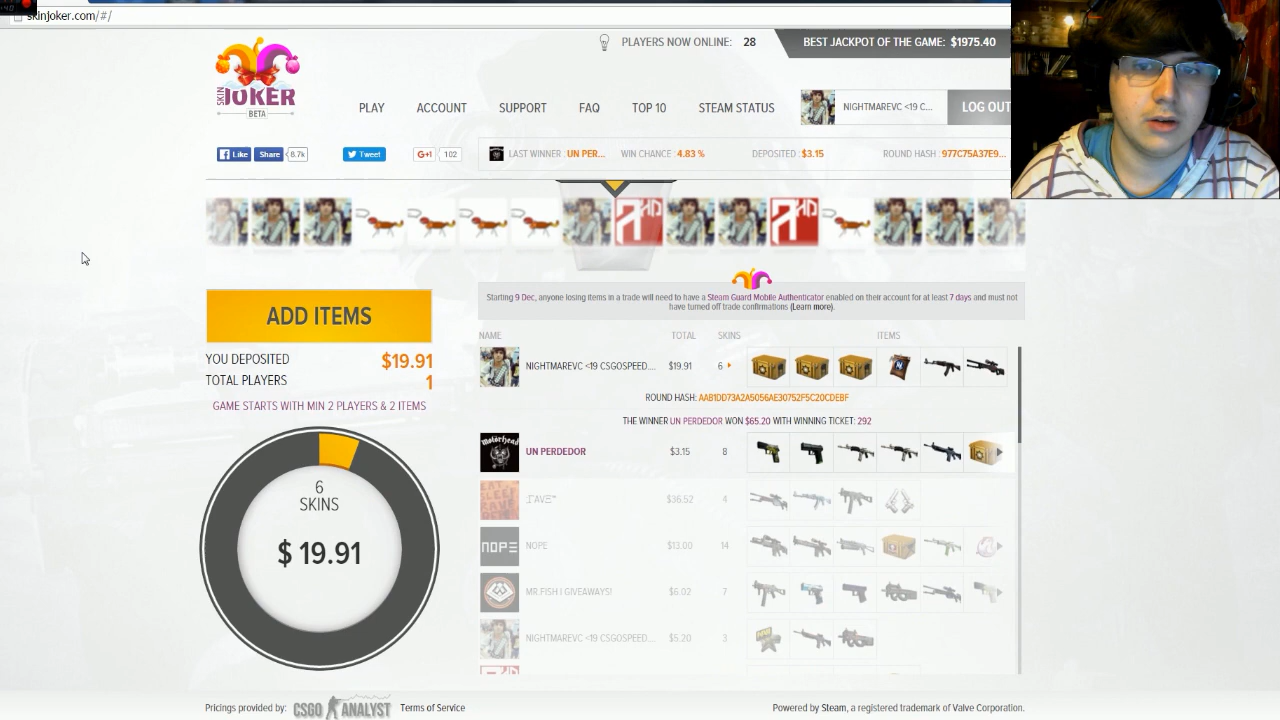 skinjoker.com/#/
PLAYERS NOW ONLINE: 28
BEST JACKPOT OF THE GAME: $1975.40
SKIN JOKER
BETA
PLAY ACCOUNT SUPPORT FAQ TOP 10 STEAM STATUS
NIGHTMAREVC <19 C... LOG OUT
Like Share 8.7k Tweet G+1 102
LAST WINNER: UN PER... WIN CHANCE: 4.83 % DEPOSITED: $3.15 ROUND HASH: 977C75A37E9...
ADD ITEMS
YOU DEPOSITED $19.91
TOTAL PLAYERS 1
GAME STARTS WITH MIN 2 PLAYERS & 2 ITEMS
6
SKINS
$ 19.91
Starting 9 Dec, anyone losing items in a trade will need to have a Steam Guard Mobile Authenticator enabled on their account for at least 7 days and must not
have turned off trade confirmations (Learn more).
NAME TOTAL SKINS ITEMS
NIGHTMAREVC <19 CSGOSPEED.... $19.91 6
ROUND HASH: AAB1DD73A2A5056AE30752F5C20CDEBF
THE WINNER UN PERDEDOR WON $65.20 WITH WINNING TICKET: 292
Motörhead UN PERDEDOR $3.15 8
$36.52 4
NOPE NOPE $13.00 14
MR.FISH | GIVEAWAYS! $6.02 7
NIGHTMAREVC <19 CSGOSPEED.... $5.20 3
Pricings provided by: CSGO ANALYST Terms of Service
Powered by Steam, a registered trademark of Valve Corporation.